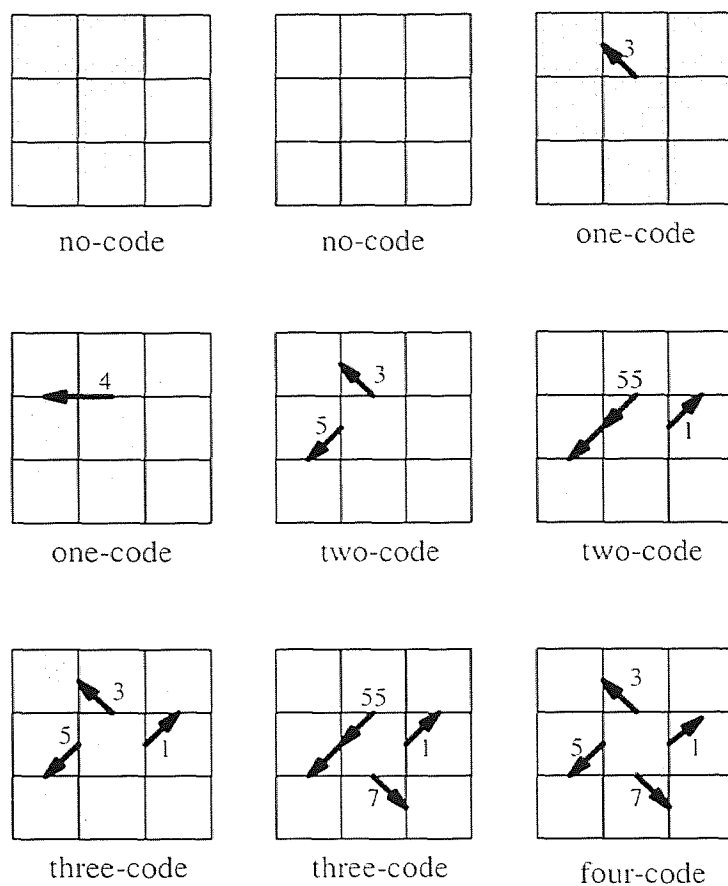 3
no-code no-code one-code
4 3 55
5 1
one-code two-code two-code
3 55 3
5 1 1 5 1
7 7
three-code three-code four-code